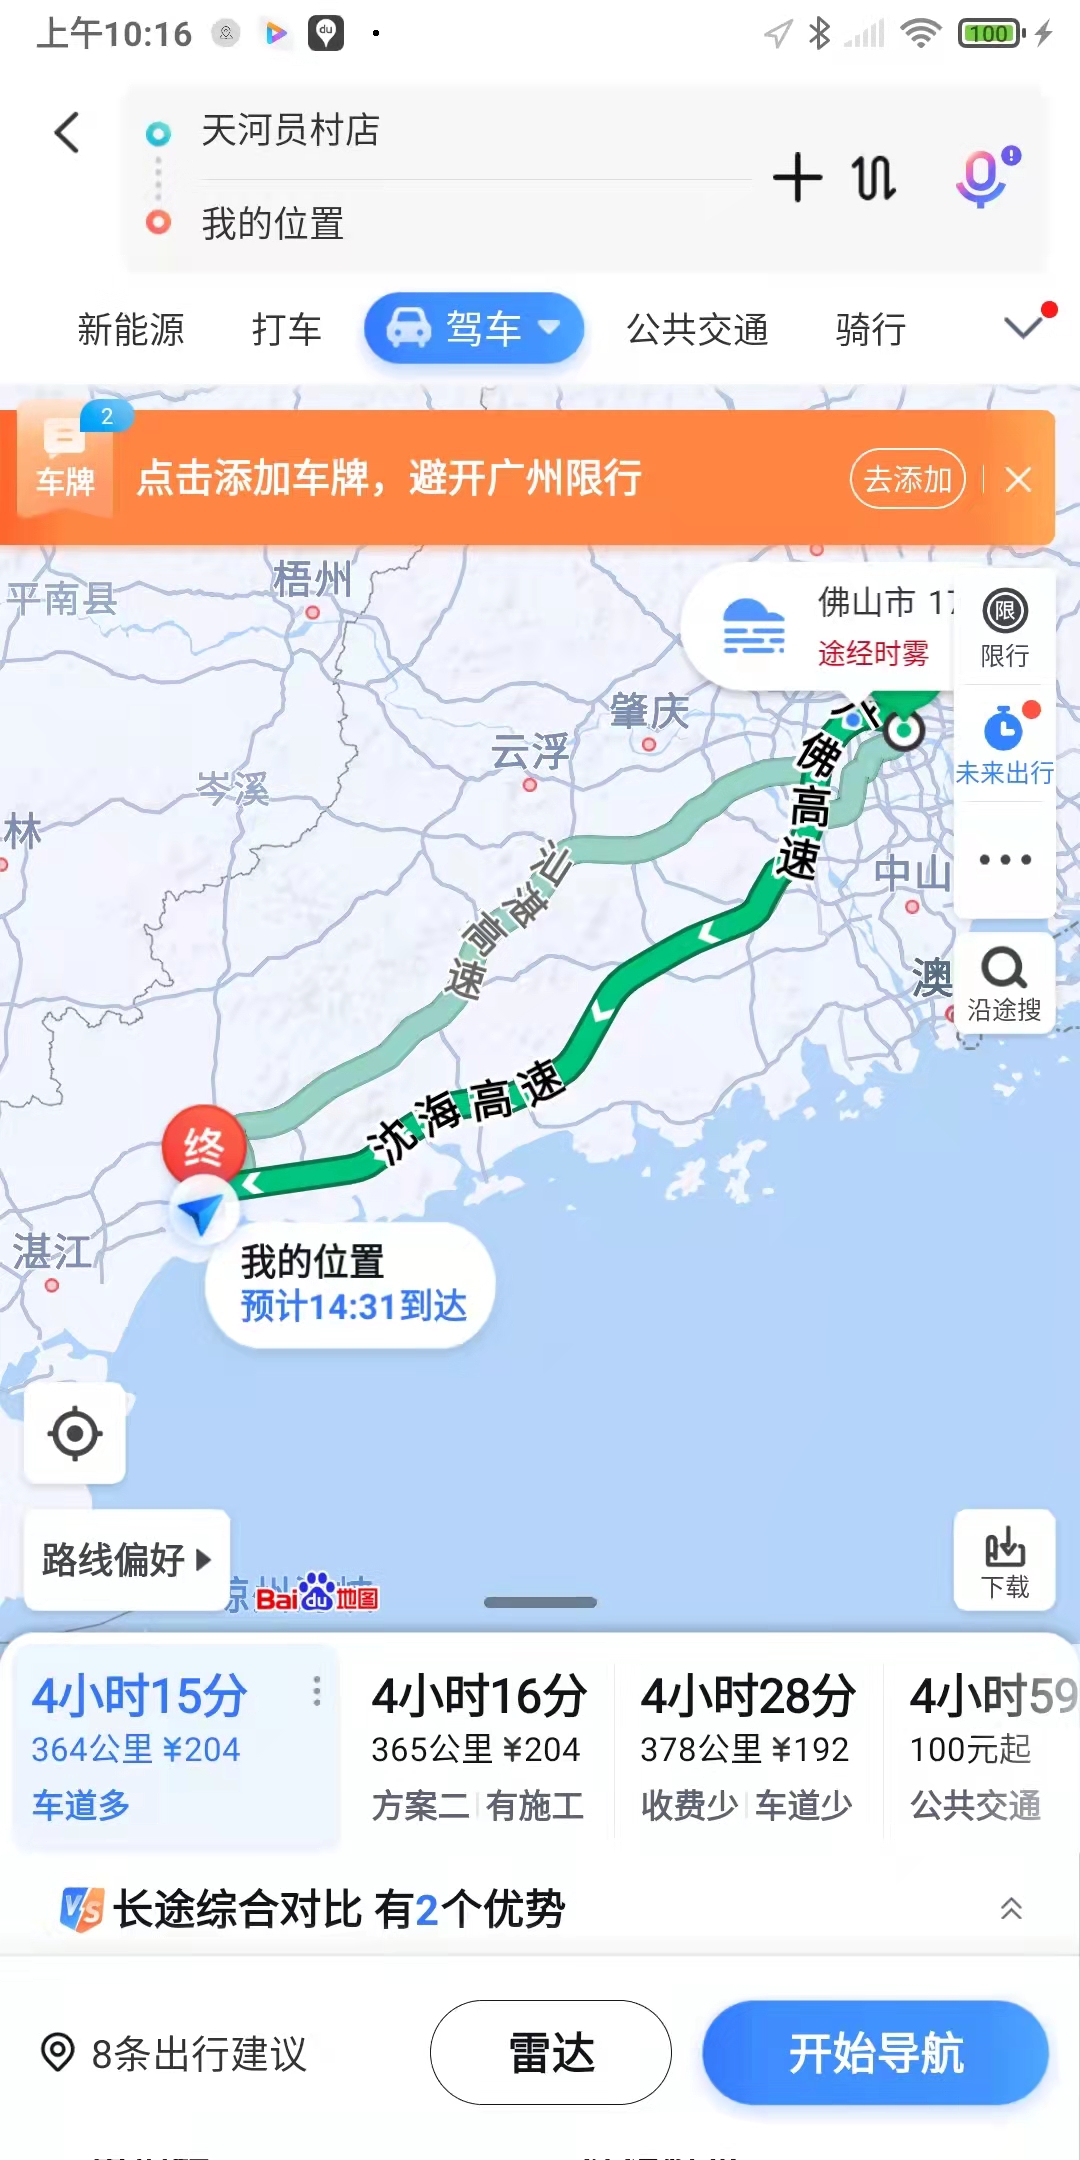 上午10:16
du
100
天河员村店
我的位置
新能源
打车
驾车
公共交通
骑行
2
车牌
点击添加车牌，避开广州限行
去添加
平南县
梧州
佛山市 17
途经时雾
限
限行
肇庆
云浮
未来出行
岑溪
林
佛高速
汕湛高速
中山
澳
沿途搜
沈海高速
终
湛江
我的位置
预计14:31到达
路线偏好
Bai du 地图
下载
4小时15分
364公里 ¥204
车道多
4小时16分
365公里 ¥204
方案二 有施工
4小时28分
378公里 ¥192
收费少 车道少
4小时59
100元起
公共交通
VS 长途综合对比 有2个优势
8条出行建议
雷达
开始导航